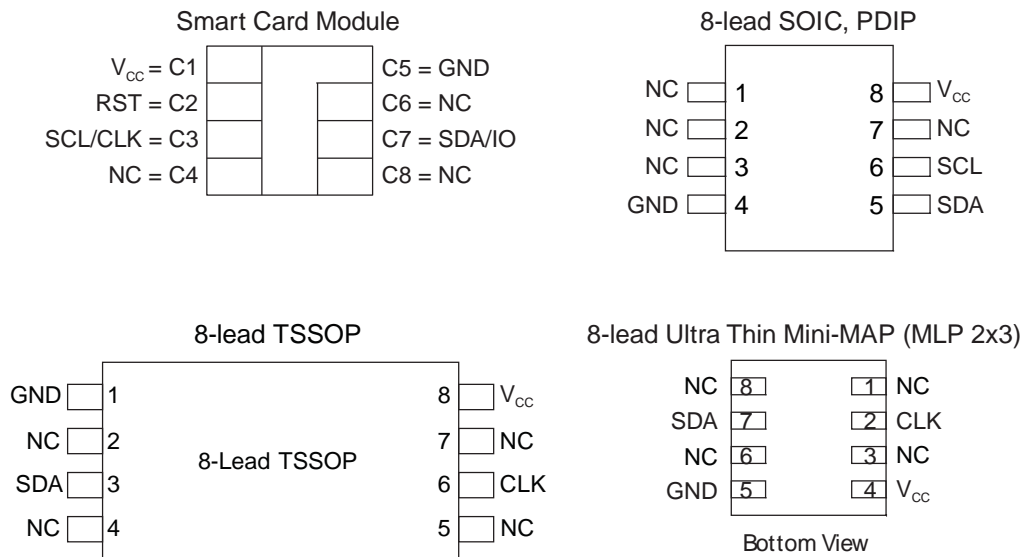 Smart Card Module
V_CC = C1
C5 = GND
RST = C2
C6 = NC
SCL/CLK = C3
C7 = SDA/IO
NC = C4
C8 = NC
8-lead SOIC, PDIP
NC 1 8 V_CC
NC 2 7 NC
NC 3 6 SCL
GND 4 5 SDA
8-lead TSSOP
GND 1 8 V_CC
NC 2 7 NC
8-Lead TSSOP
SDA 3 6 CLK
NC 4 5 NC
8-lead Ultra Thin Mini-MAP (MLP 2x3)
NC 8 1 NC
SDA 7 2 CLK
NC 6 3 NC
GND 5 4 V_CC
Bottom View